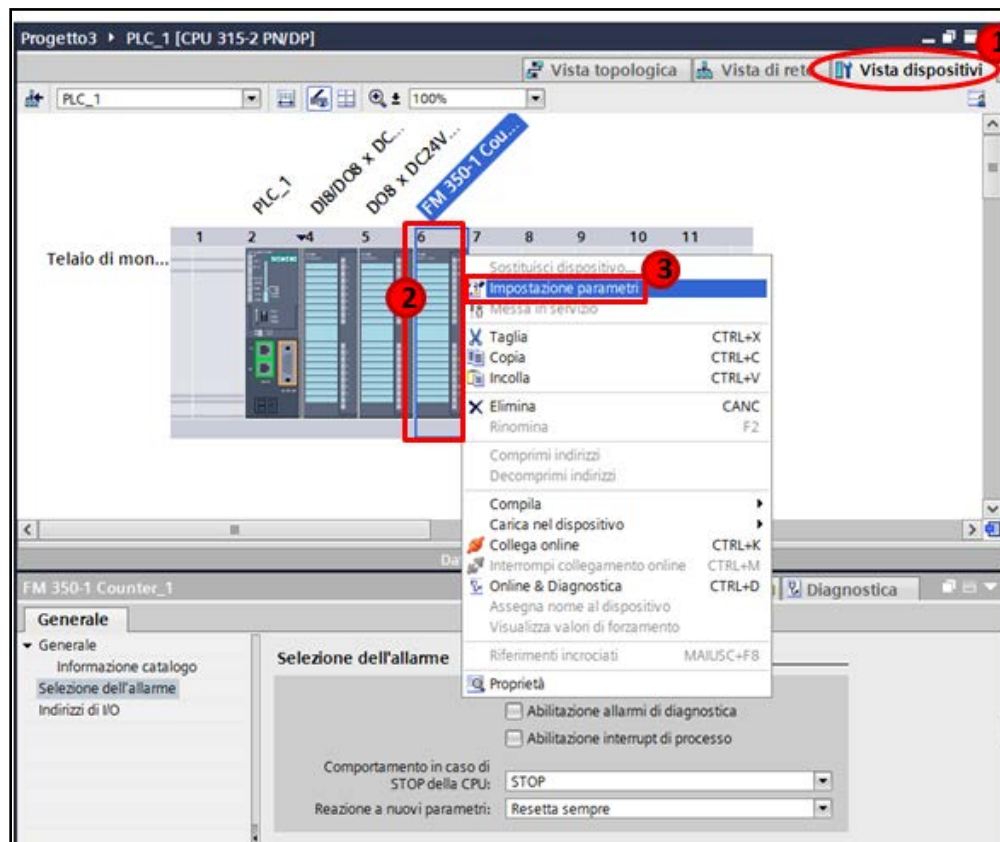 Progetto3 ▸ PLC_1 [CPU 315-2 PN/DP]
1
Vista topologica Vista di rete Vista dispositivi
PLC_1 100%
PLC_1 DI8/DO8 x DC... DO8 x DC24V... FM 350-1 Cou...
1 2 4 5 6 7 8 9 10 11
Telaio di mon...
SIEMENS
2
3
Sostituisci dispositivo...
Impostazione parametri
Messa in servizio
Taglia CTRL+X
Copia CTRL+C
Incolla CTRL+V
Elimina CANC
Rinomina F2
Comprimi indirizzi
Decomprimi indirizzi
Compila
Carica nel dispositivo
Collega online CTRL+K
Interrompi collegamento online CTRL+M
Online & Diagnostica CTRL+D
Assegna nome al dispositivo
Visualizza valori di forzamento
Riferimenti incrociati MAIUSC+F8
Proprietà
FM 350-1 Counter_1 Diagnostica
Generale
Generale
Informazione catalogo
Selezione dell'allarme
Indirizzi di I/O
Selezione dell'allarme
Abilitazione allarmi di diagnostica
Abilitazione interrupt di processo
Comportamento in caso di
STOP della CPU: STOP
Reazione a nuovi parametri: Resetta sempre